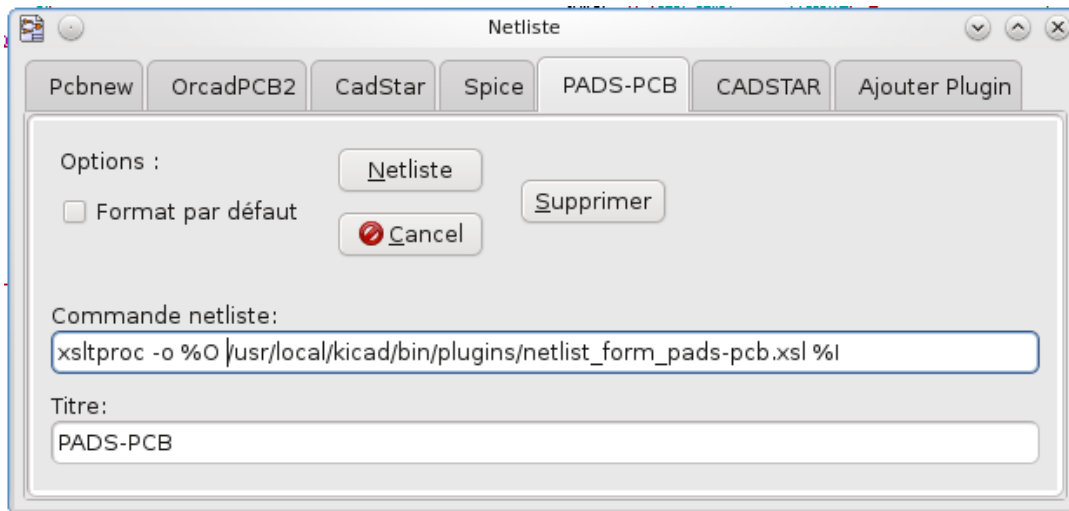 Netliste
Pcbnew OrcadPCB2 CadStar Spice PADS-PCB CADSTAR Ajouter Plugin
Options :
Netliste
Supprimer
Format par défaut
Cancel
Commande netliste:
xsltproc -o %O /usr/local/kicad/bin/plugins/netlist_form_pads-pcb.xsl %I
Titre:
PADS-PCB